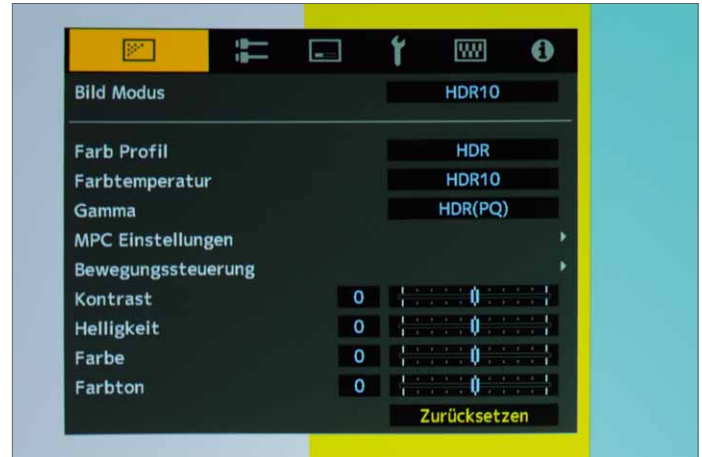 Bild Modus HDR10
Farb Profil HDR
Farbtemperatur HDR10
Gamma HDR(PQ)
MPC Einstellungen
Bewegungssteuerung
Kontrast 0
Helligkeit 0
Farbe 0
Farbton 0
Zurücksetzen